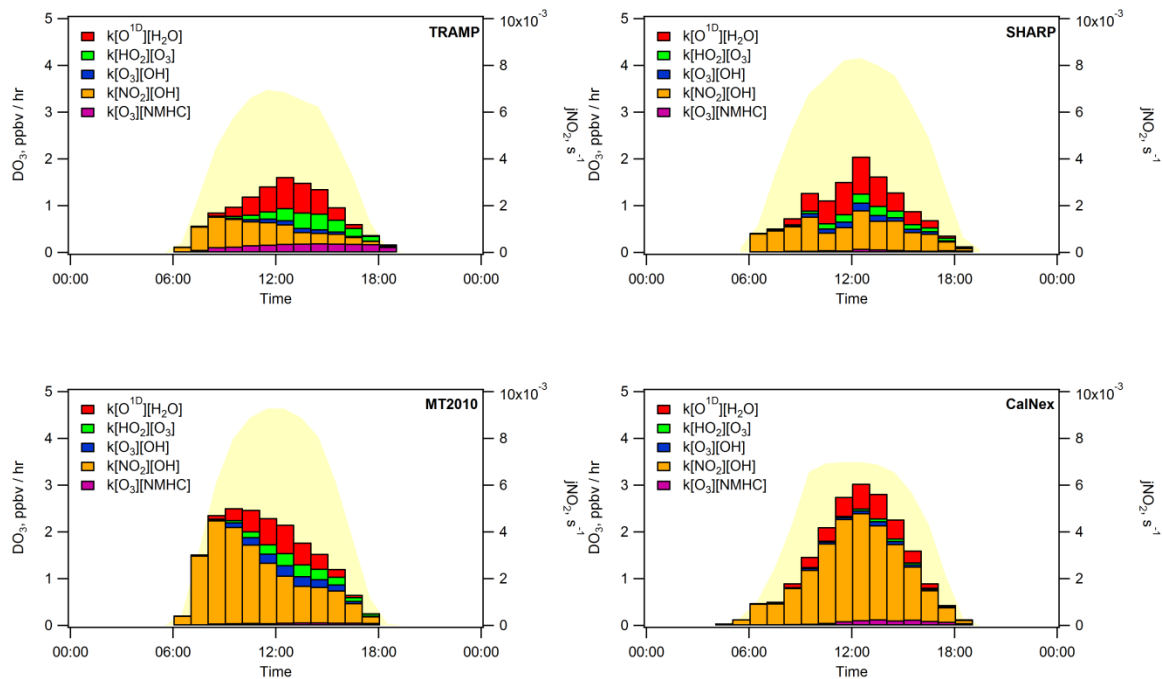 TRAMP
5
4
3
2
1
0
DO3, ppbv / hr
k[O1D][H2O]
k[HO2][O3]
k[O3][OH]
k[NO2][OH]
k[O3][NMHC]
10x10-3
8
6
4
2
0
jNO2, s-1
00:00 06:00 12:00 18:00 00:00
Time
SHARP
5
4
3
2
1
0
DO3, ppbv / hr
k[O1D][H2O]
k[HO2][O3]
k[O3][OH]
k[NO2][OH]
k[O3][NMHC]
10x10-3
8
6
4
2
0
jNO2, s-1
00:00 06:00 12:00 18:00 00:00
Time
MT2010
5
4
3
2
1
0
DO3, ppbv / hr
k[O1D][H2O]
k[HO2][O3]
k[O3][OH]
k[NO2][OH]
k[O3][NMHC]
10x10-3
8
6
4
2
0
jNO2, s-1
00:00 06:00 12:00 18:00 00:00
Time
CalNex
5
4
3
2
1
0
DO3, ppbv / hr
k[O1D][H2O]
k[HO2][O3]
k[O3][OH]
k[NO2][OH]
k[O3][NMHC]
10x10-3
8
6
4
2
0
jNO2, s-1
00:00 06:00 12:00 18:00 00:00
Time